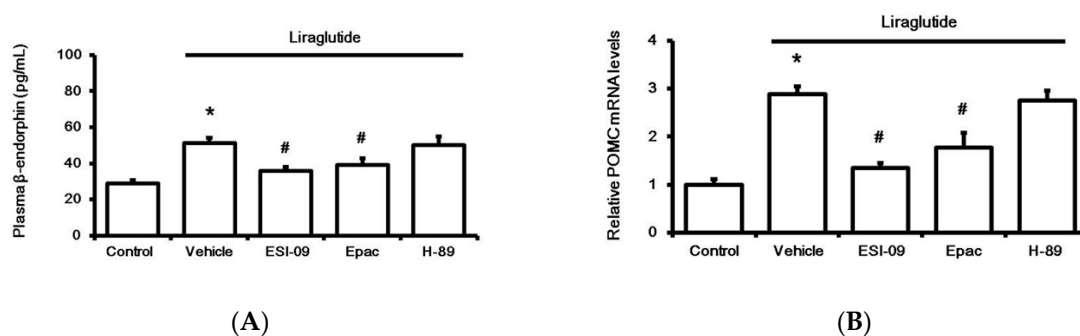 Liraglutide
Plasma β-endorphin (pg/mL)
100
80
60
40
20
0
*
#
#
Control Vehicle ESI-09 Epac H-89
(A)
Liraglutide
Relative POMC mRNA levels
4
3
2
1
0
*
#
#
Control Vehicle ESI-09 Epac H-89
(B)